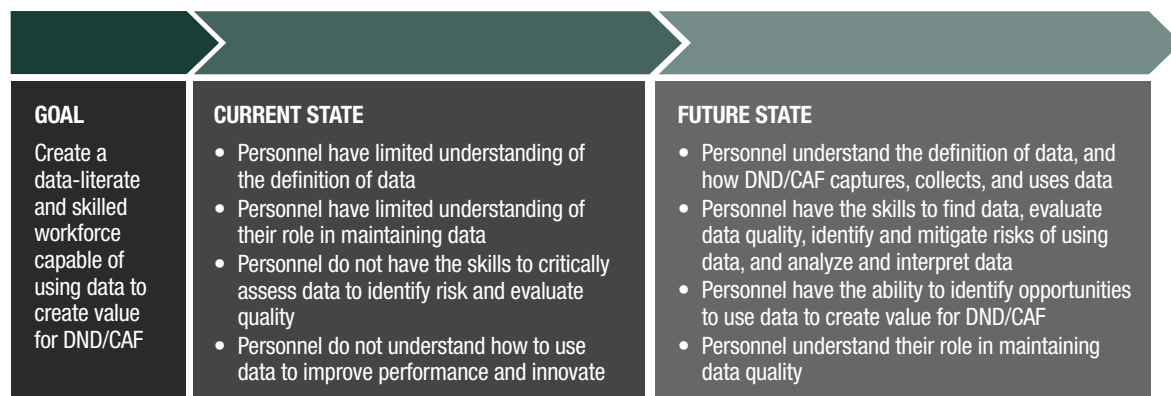 GOAL
Create a
data-literate
and skilled
workforce
capable of
using data to
create value
for DND/CAF
CURRENT STATE
• Personnel have limited understanding of
the definition of data
• Personnel have limited understanding of
their role in maintaining data
• Personnel do not have the skills to critically
assess data to identify risk and evaluate
quality
• Personnel do not understand how to use
data to improve performance and innovate
FUTURE STATE
• Personnel understand the definition of data, and
how DND/CAF captures, collects, and uses data
• Personnel have the skills to find data, evaluate
data quality, identify and mitigate risks of using
data, and analyze and interpret data
• Personnel have the ability to identify opportunities
to use data to create value for DND/CAF
• Personnel understand their role in maintaining
data quality